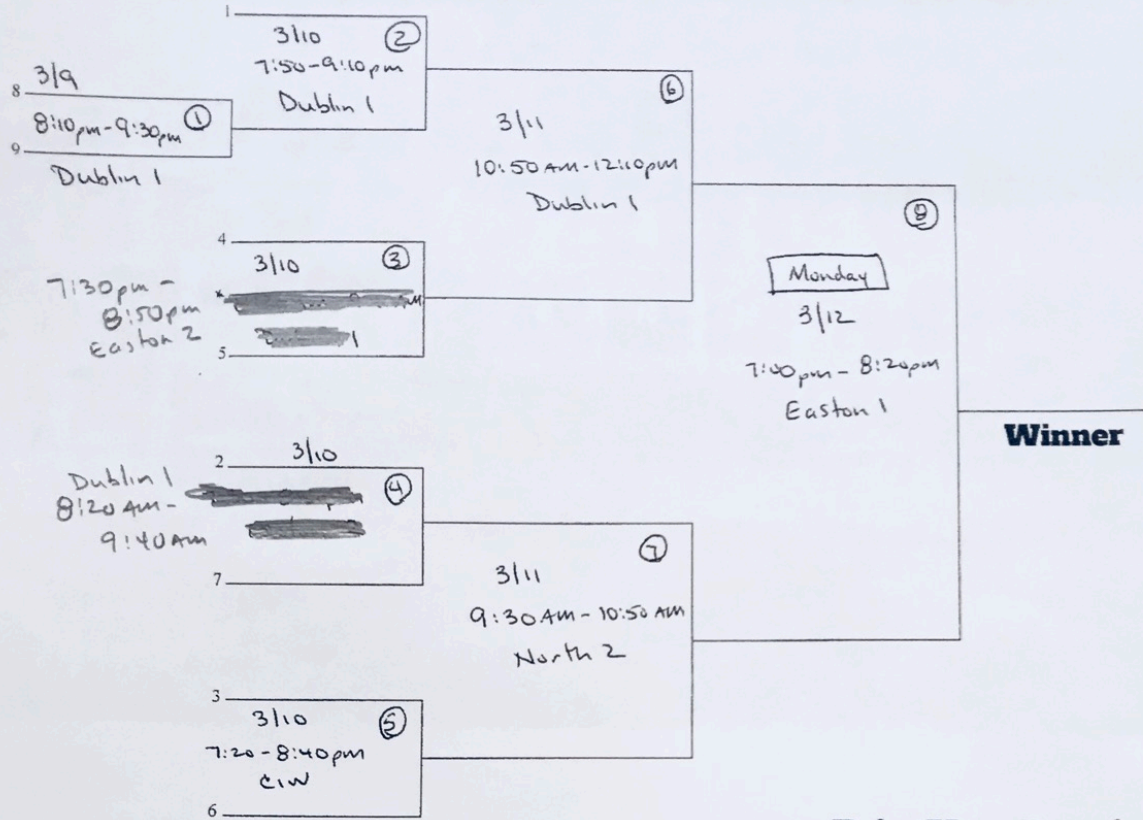 1
3/10 ②
7:50-9:10pm
Dublin 1
3/9
8
8:10pm-9:30pm ①
9
Dublin 1
⑥
3/11
10:50 AM-12:10pm
Dublin 1
4
3/10 ③
7:30pm -
8:50pm
Easton 2
5
⑧
Monday
3/12
7:00pm - 8:20pm
Easton 1
Winner
3/10
2
④
Dublin 1
8:20 AM-
9:40 AM
7
⑦
3/11
9:30 AM - 10:50 AM
North 2
3
3/10 ⑤
7:20-8:40pm
CIW
6